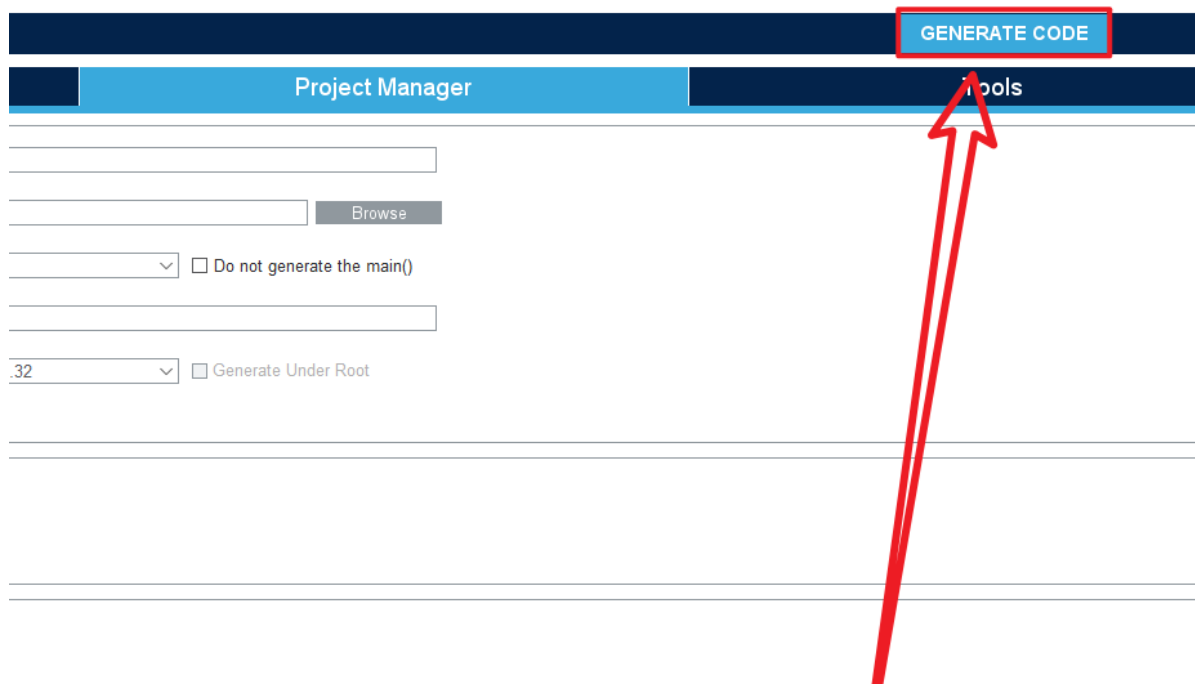 GENERATE CODE
Project Manager
Tools
Browse
Do not generate the main()
.32
Generate Under Root